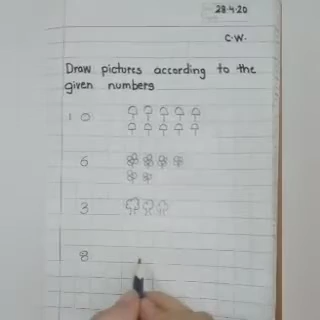 28.4.20
C.W.
Draw pictures according to the
given numbers
10
6
3
8